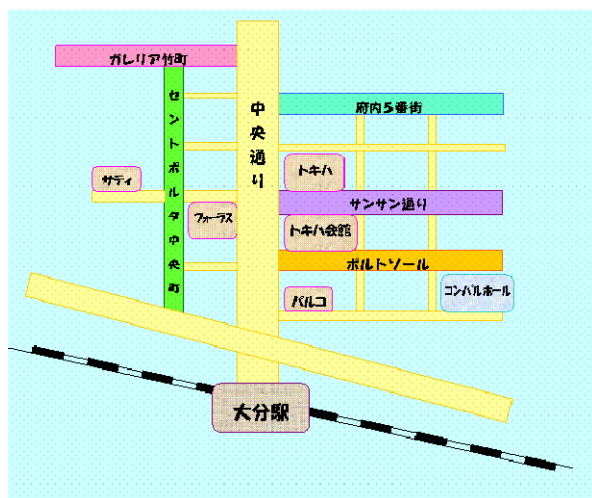 ガレリア竹町
セントポルタ中央町
中央通り
府内5番街
トキハ
サティ
サンサン通り
フォーラス
トキハ会館
ポルトソール
パルコ
コンパルホール
大分駅